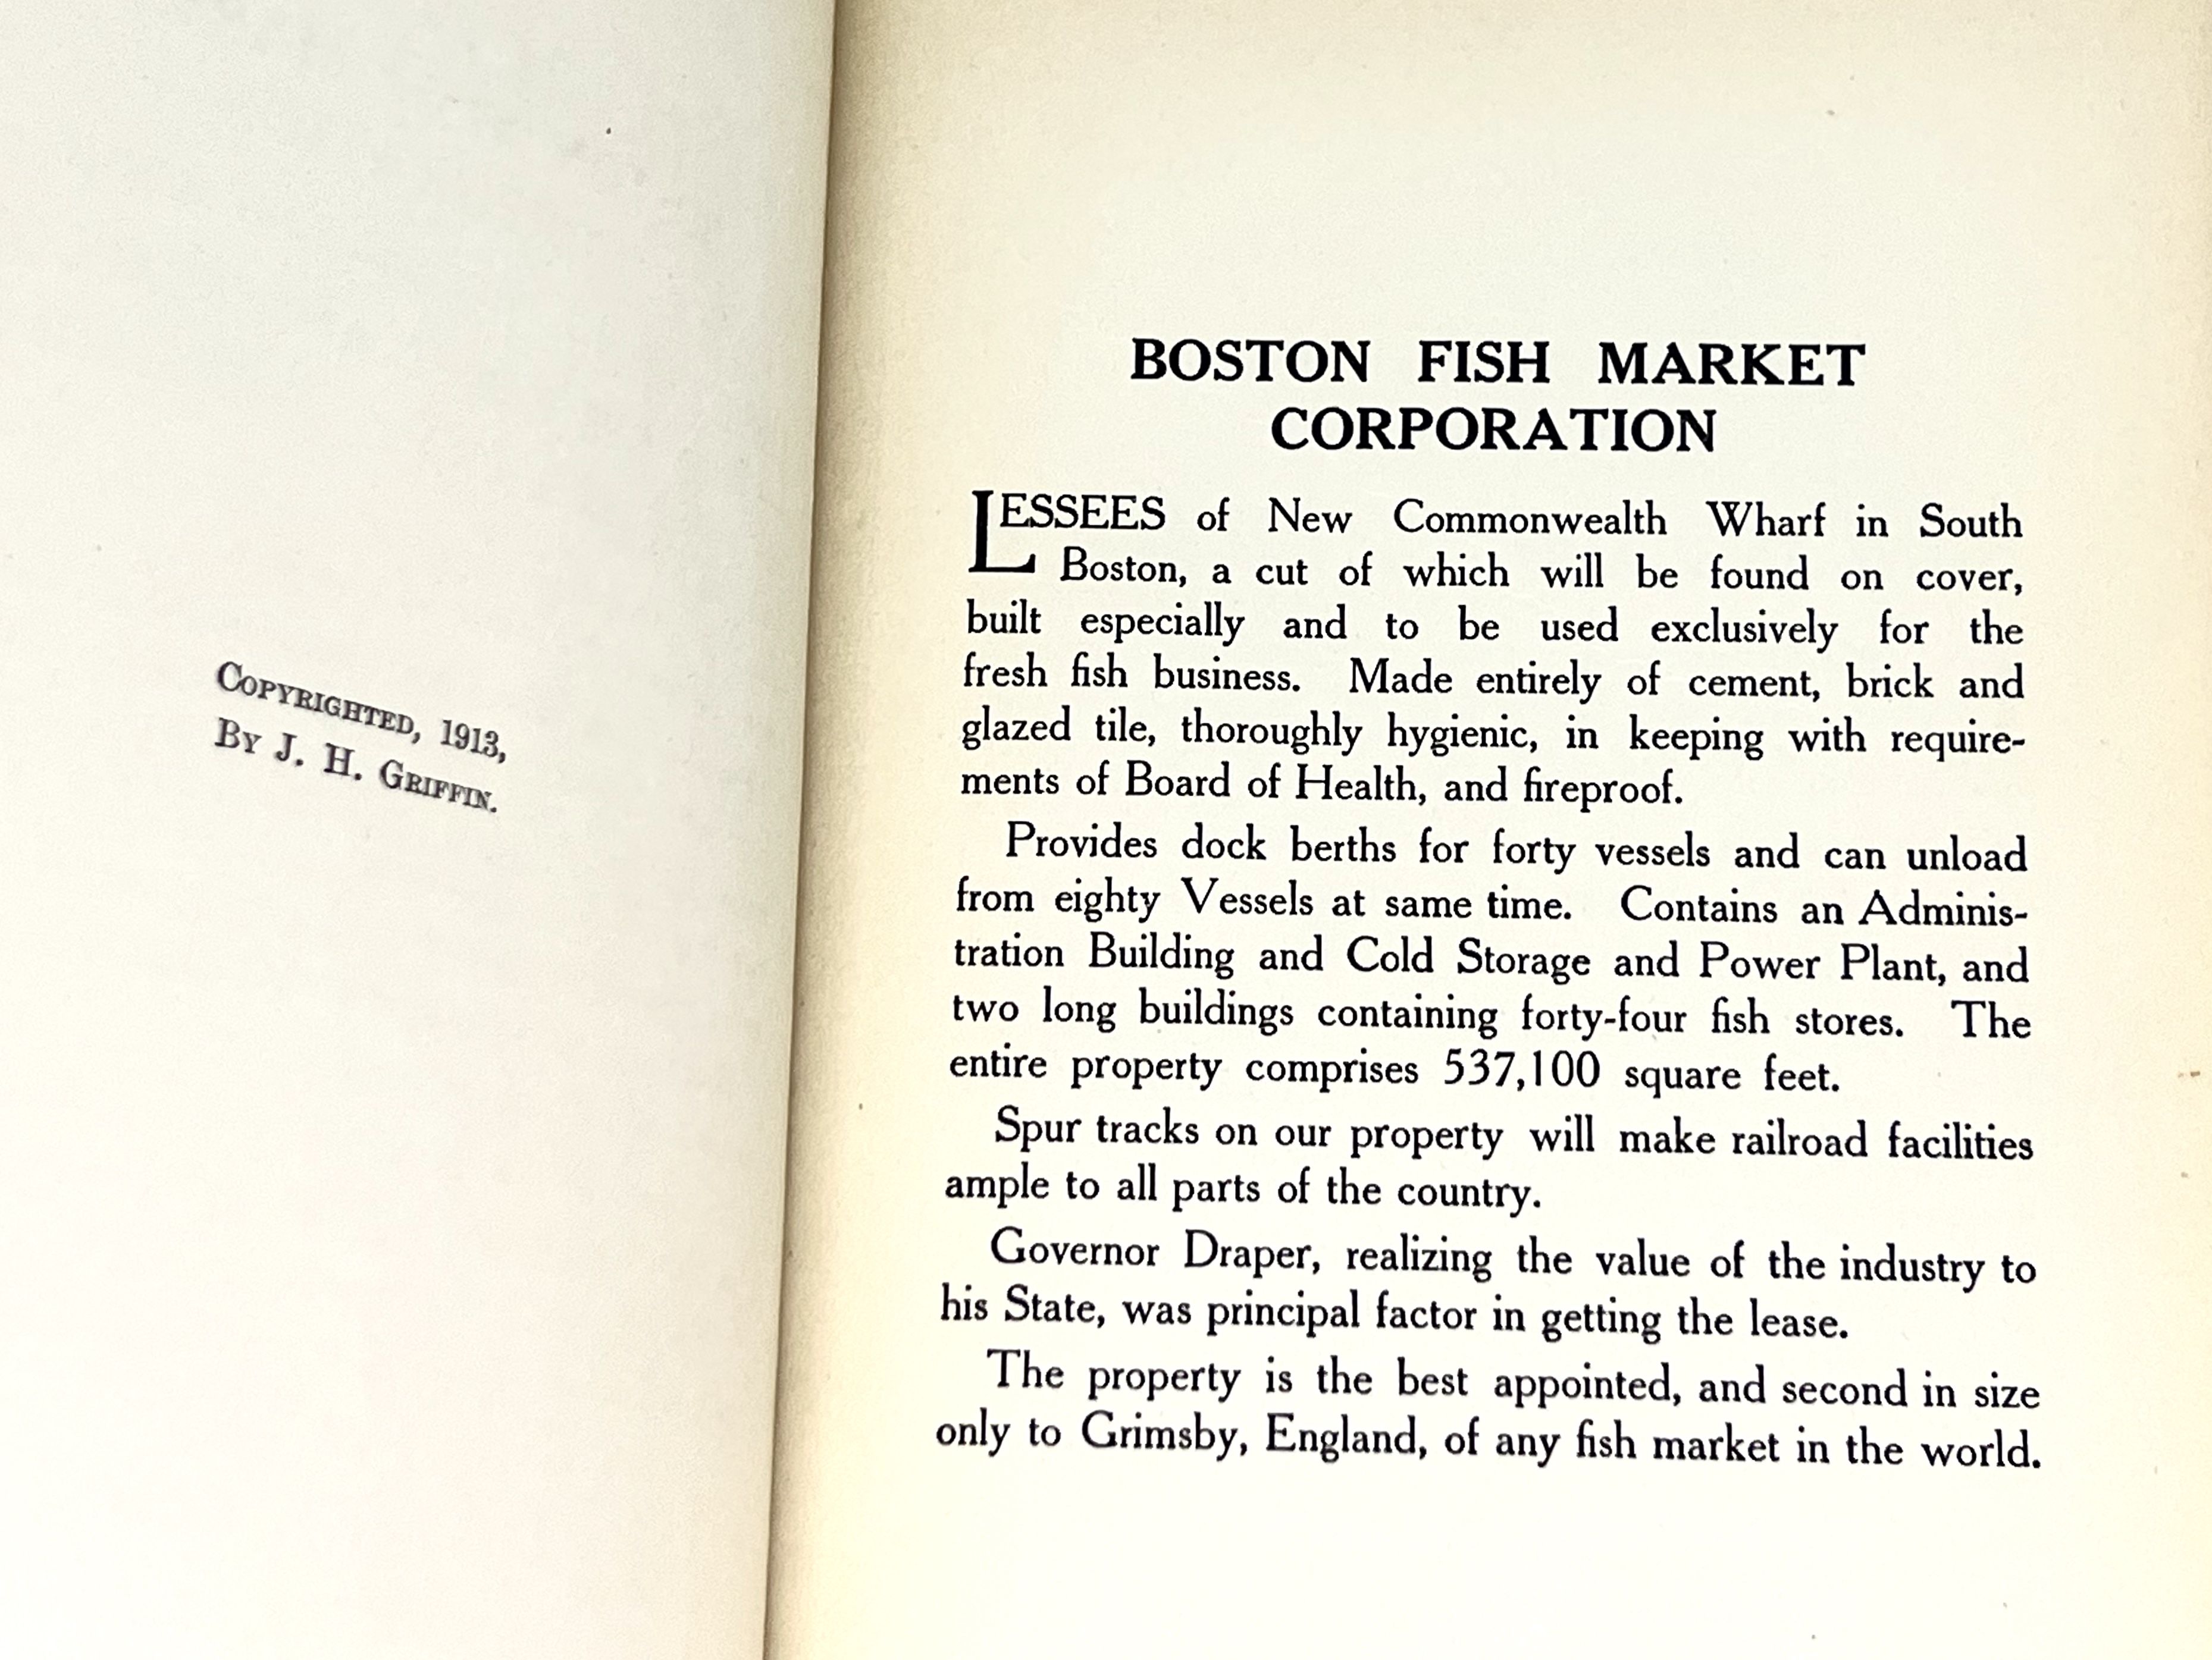 COPYRIGHTED, 1913,
BY J. H. GRIFFIN.
BOSTON FISH MARKET
CORPORATION
LESSEES of New Commonwealth Wharf in South
Boston, a cut of which will be found on cover,
built especially and to be used exclusively for the
fresh fish business. Made entirely of cement, brick and
glazed tile, thoroughly hygienic, in keeping with require-
ments of Board of Health, and fireproof.
Provides dock berths for forty vessels and can unload
from eighty Vessels at same time. Contains an Adminis-
tration Building and Cold Storage and Power Plant, and
two long buildings containing forty-four fish stores. The
entire property comprises 537,100 square feet.
Spur tracks on our property will make railroad facilities
ample to all parts of the country.
Governor Draper, realizing the value of the industry to
his State, was principal factor in getting the lease.
The property is the best appointed, and second in size
only to Grimsby, England, of any fish market in the world.